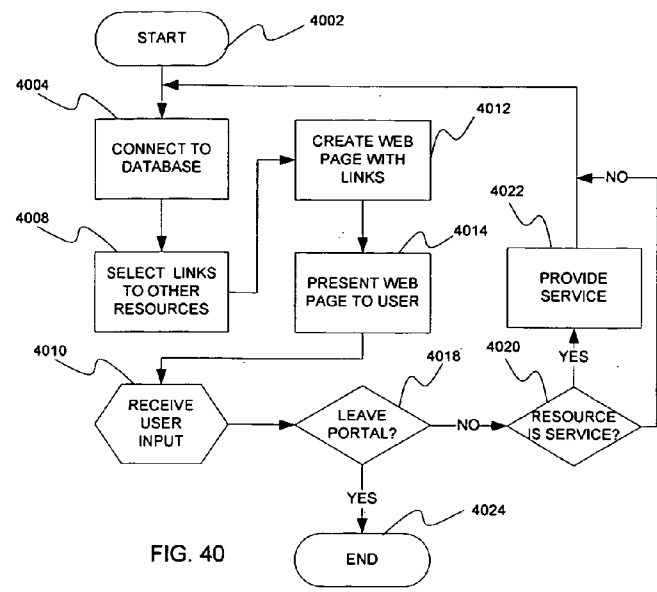 START
4002
4004
CONNECT TO
DATABASE
CREATE WEB
PAGE WITH
LINKS
4012
4008
SELECT LINKS
TO OTHER
RESOURCES
4014
PRESENT WEB
PAGE TO USER
NO
4022
PROVIDE
SERVICE
4010
RECEIVE
USER
INPUT
4018
LEAVE
PORTAL?
NO
YES
4020
RESOURCE
IS SERVICE?
YES
4024
END
FIG. 40